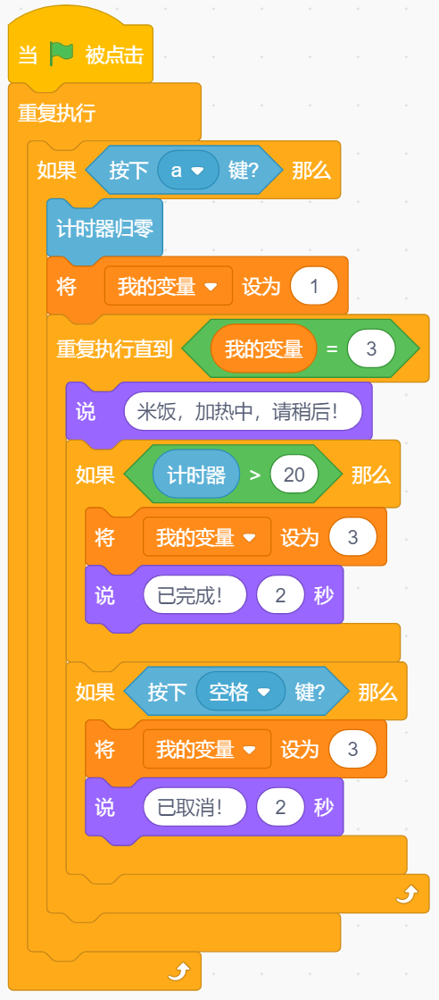 当 被点击
重复执行
如果 按下 a 键? 那么
计时器归零
将 我的变量 设为 1
重复执行直到 我的变量 = 3
说 米饭，加热中，请稍后！
如果 计时器 > 20 那么
将 我的变量 设为 3
说 已完成！ 2 秒
如果 按下 空格 键? 那么
将 我的变量 设为 3
说 已取消！ 2 秒